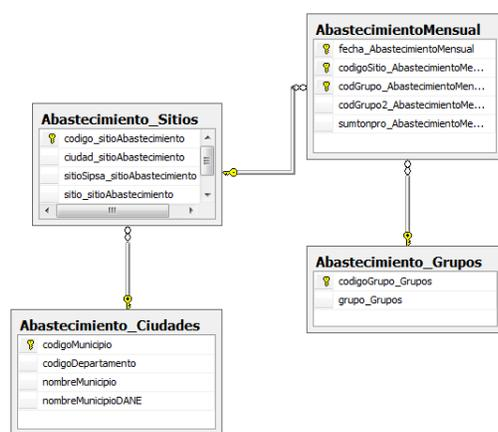 AbastecimientoMensual
fecha_AbastecimientoMensual
codigoSitio_AbastecimientoMe...
codGrupo_AbastecimientoMen...
codGrupo2_AbastecimientoMe...
sumtonpro_AbastecimientoMe...
Abastecimiento_Sitios
codigo_sitioAbastecimiento
ciudad_sitioAbastecimiento
sitioSipsa_sitioAbastecimiento
sitio_sitioAbastecimiento
Abastecimiento_Grupos
codigoGrupo_Grupos
grupo_Grupos
Abastecimiento_Ciudades
codigoMunicipio
codigoDepartamento
nombreMunicipio
nombreMunicipioDANE